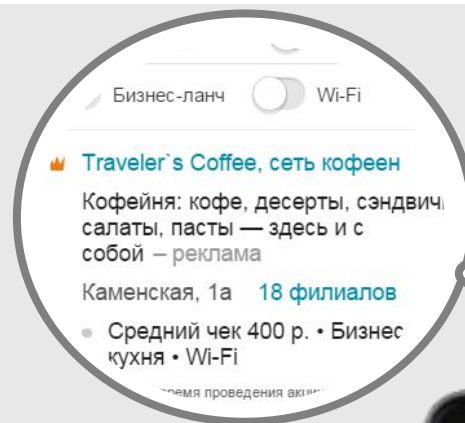 Бизнес-ланч Wi-Fi
Traveler`s Coffee, сеть кофеен
Кофейня: кофе, десерты, сэндвич
салаты, пасты — здесь и с
собой – реклама
Каменская, 1а 18 филиалов
Средний чек 400 р. • Бизнес
кухня • Wi-Fi
время проведения акции